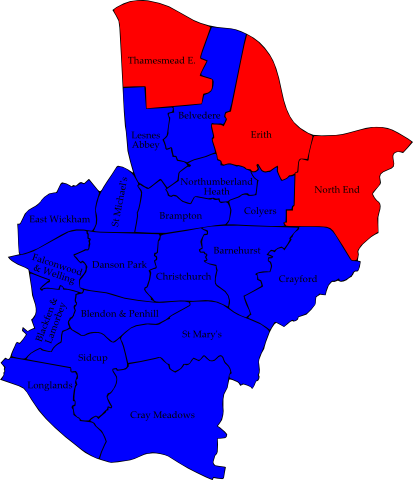 Thamesmead E.
Belvedere
Erith
Lesnes
Abbey
Northumberland
Heath
North End
St Michael's
East Wickham
Brampton
Colyers
Falconwood
& Welling
Danson Park
Barnehurst
Christchurch
Crayford
Blackfen &
Lamorbey
Blendon & Penhill
St Mary's
Sidcup
Longlands
Cray Meadows